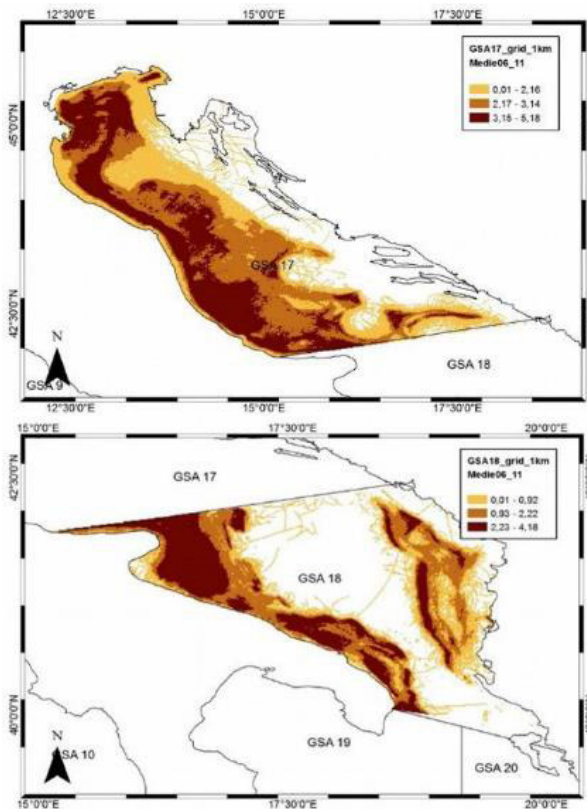 12°30'0"E 15°0'0"E 17°30'0"E
GSA17_grid_1km
Medie06_11
0,01 - 2,16
2,17 - 3,14
3,15 - 5,18
45°0'0"N
GSA 17
42°30'0"N
N
GSA 18
GSA 9
12°30'0"E 15°0'0"E 17°30'0"E
15°0'0"E 17°30'0"E 20°0'0"E
GSA18_grid_1km
Medie06_11
0,01 - 0,92
0,93 - 2,22
2,23 - 4,18
GSA 17
42°30'0"N
GSA 18
40°0'0"N
N
GSA 10
GSA 19
GSA 20
15°0'0"E 17°30'0"E 20°0'0"E